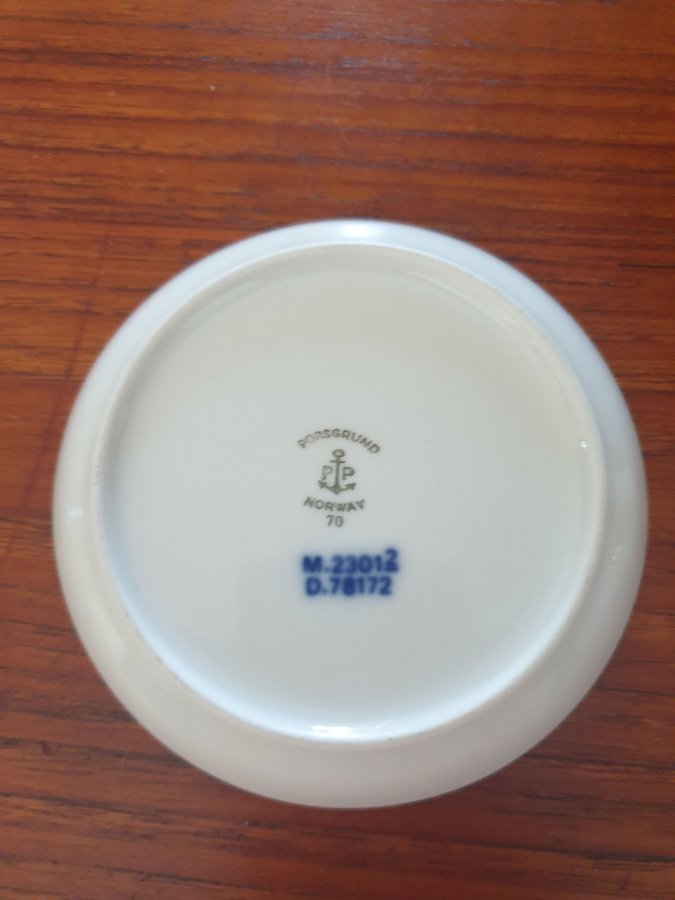 PORSGRUND
P P
NORWAY
70
M.23012
D.78172